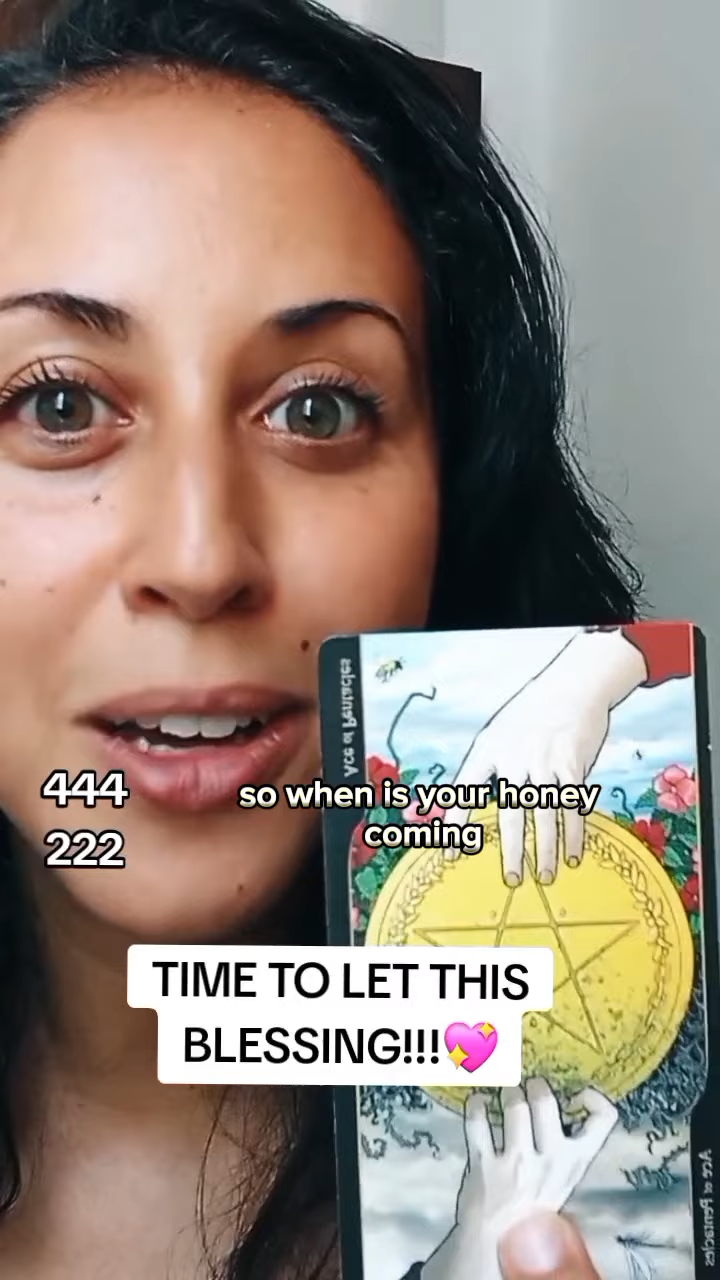 Ace of Pentacles
444
222
so when is your honey
coming
TIME TO LET THIS
BLESSING!!!💖
Ace of Pentacles